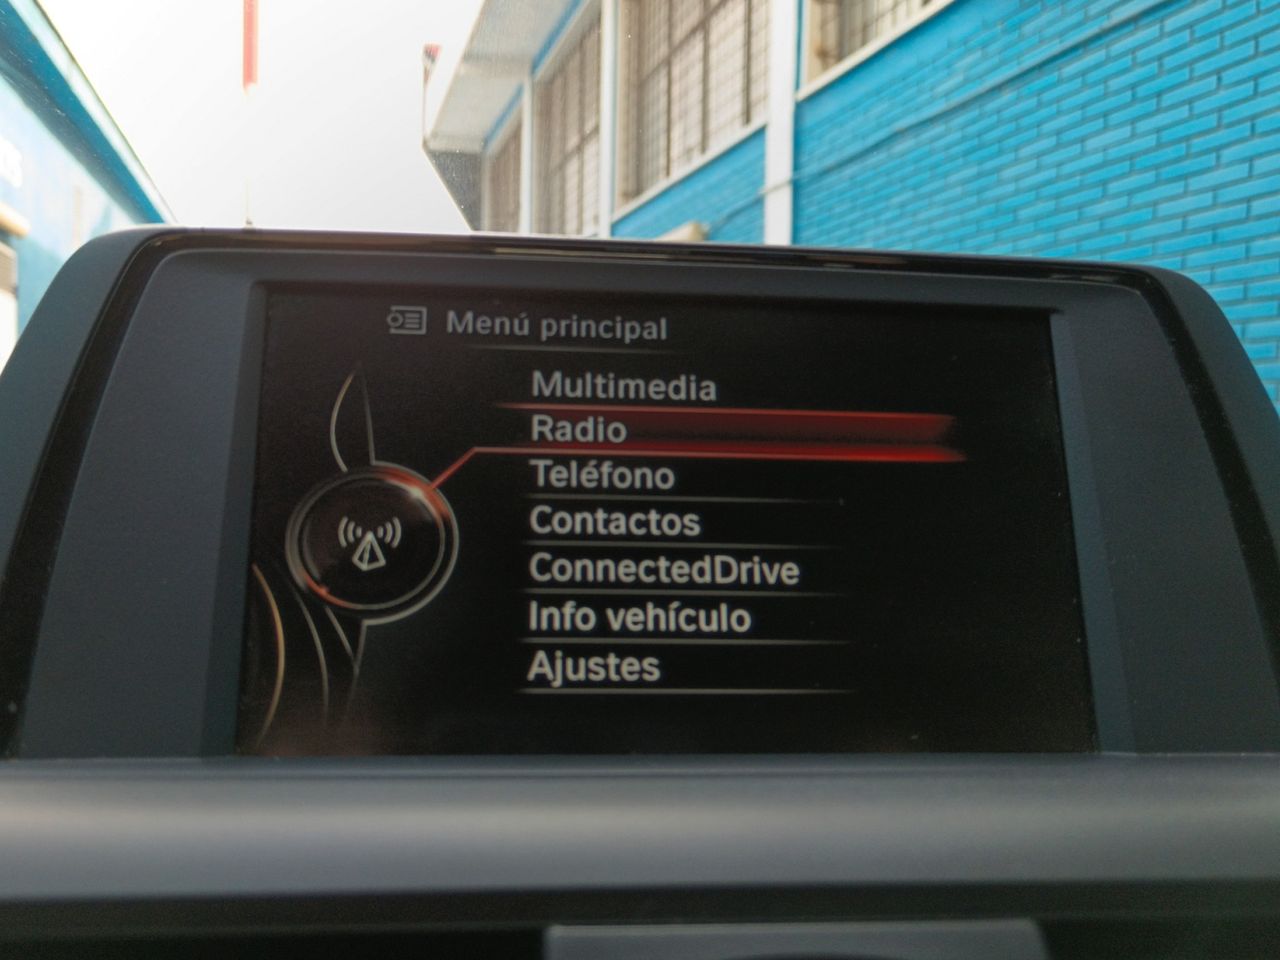 Menú principal
Multimedia
Radio
Teléfono
Contactos
ConnectedDrive
Info vehículo
Ajustes